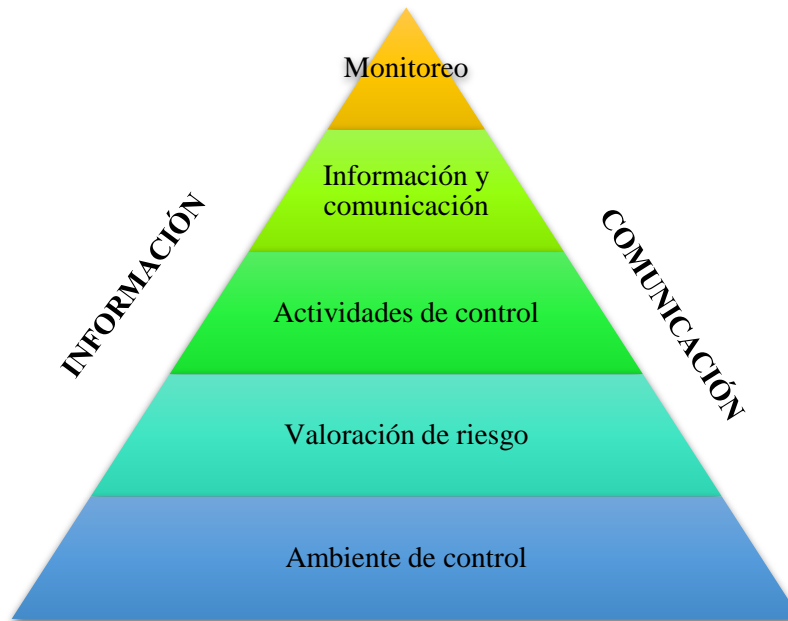 Monitoreo
Información y
comunicación
INFORMACIÓN
COMUNICACIÓN
Actividades de control
Valoración de riesgo
Ambiente de control